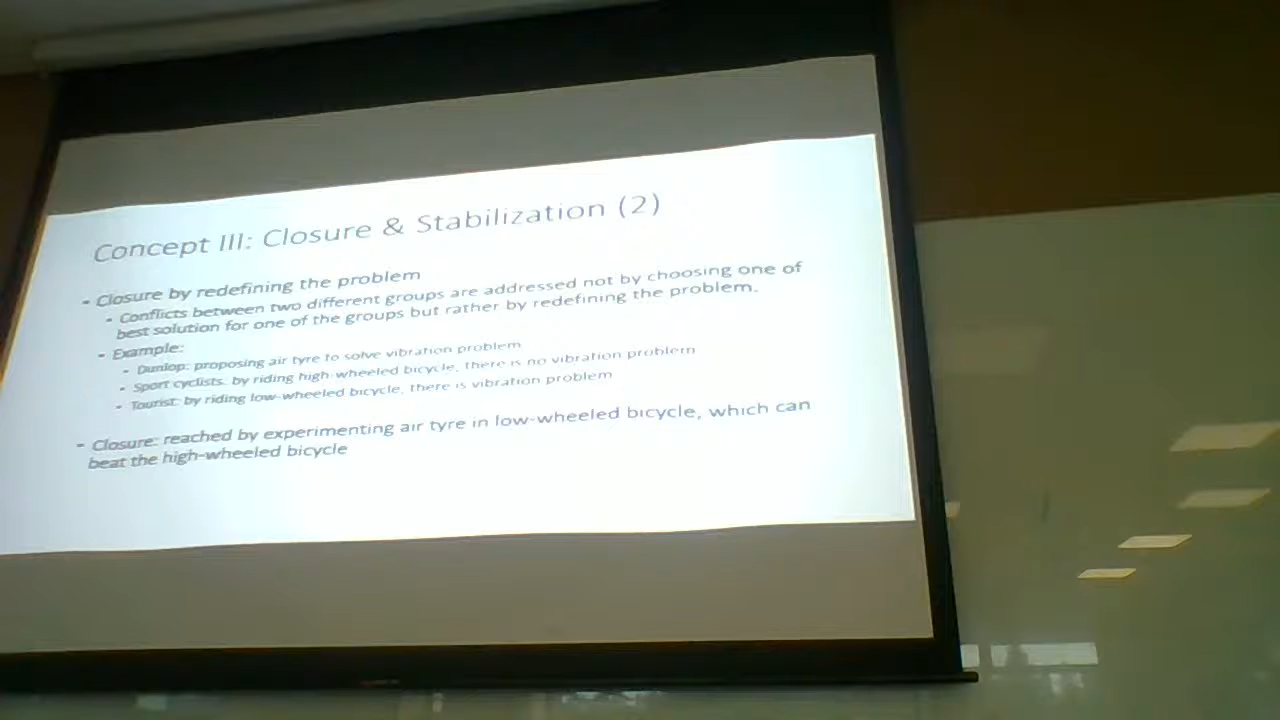 Concept III: Closure & Stabilization (2)
- Closure by redefining the problem
- Conflicts between two different groups are addressed not by choosing one of
best solution for one of the groups but rather by redefining the problem.
- Example:
- Dunlop: proposing air tyre to solve vibration problem
- Sport cyclists: by riding high-wheeled bicycle, there is no vibration problem
- Tourist: by riding low-wheeled bicycle, there is vibration problem
- Closure: reached by experimenting air tyre in low-wheeled bicycle, which can
beat the high-wheeled bicycle